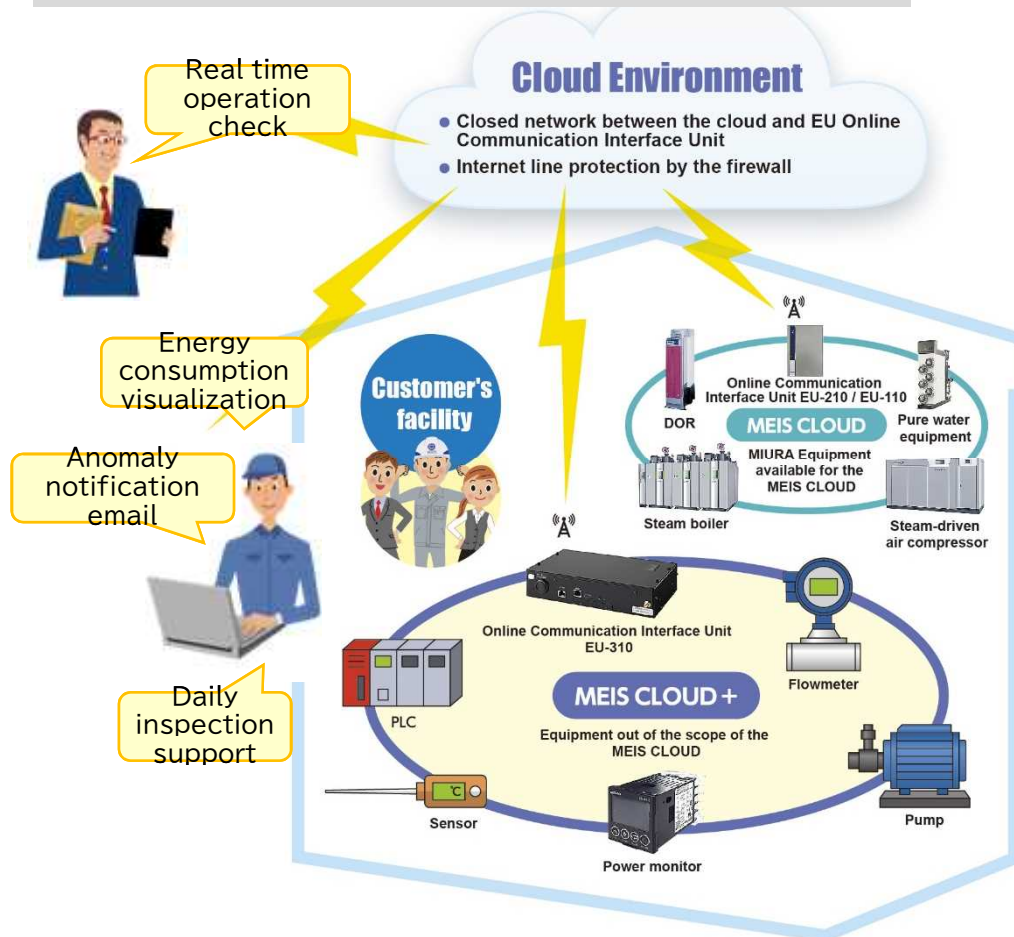 Real time
operation
check
Cloud Environment
• Closed network between the cloud and EU Online
Communication Interface Unit
• Internet line protection by the firewall
Energy
consumption
visualization
Anomaly
notification
email
Daily
inspection
support
Customer's
facility
DOR
Online Communication
Interface Unit EU-210 / EU-110
Pure water
equipment
MEIS CLOUD
MIURA Equipment
available for the
MEIS CLOUD
Steam boiler
Steam-driven
air compressor
Online Communication Interface Unit
EU-310
Flowmeter
PLC
MEIS CLOUD +
Equipment out of the scope of the
MEIS CLOUD
°C
Sensor
Power monitor
Pump